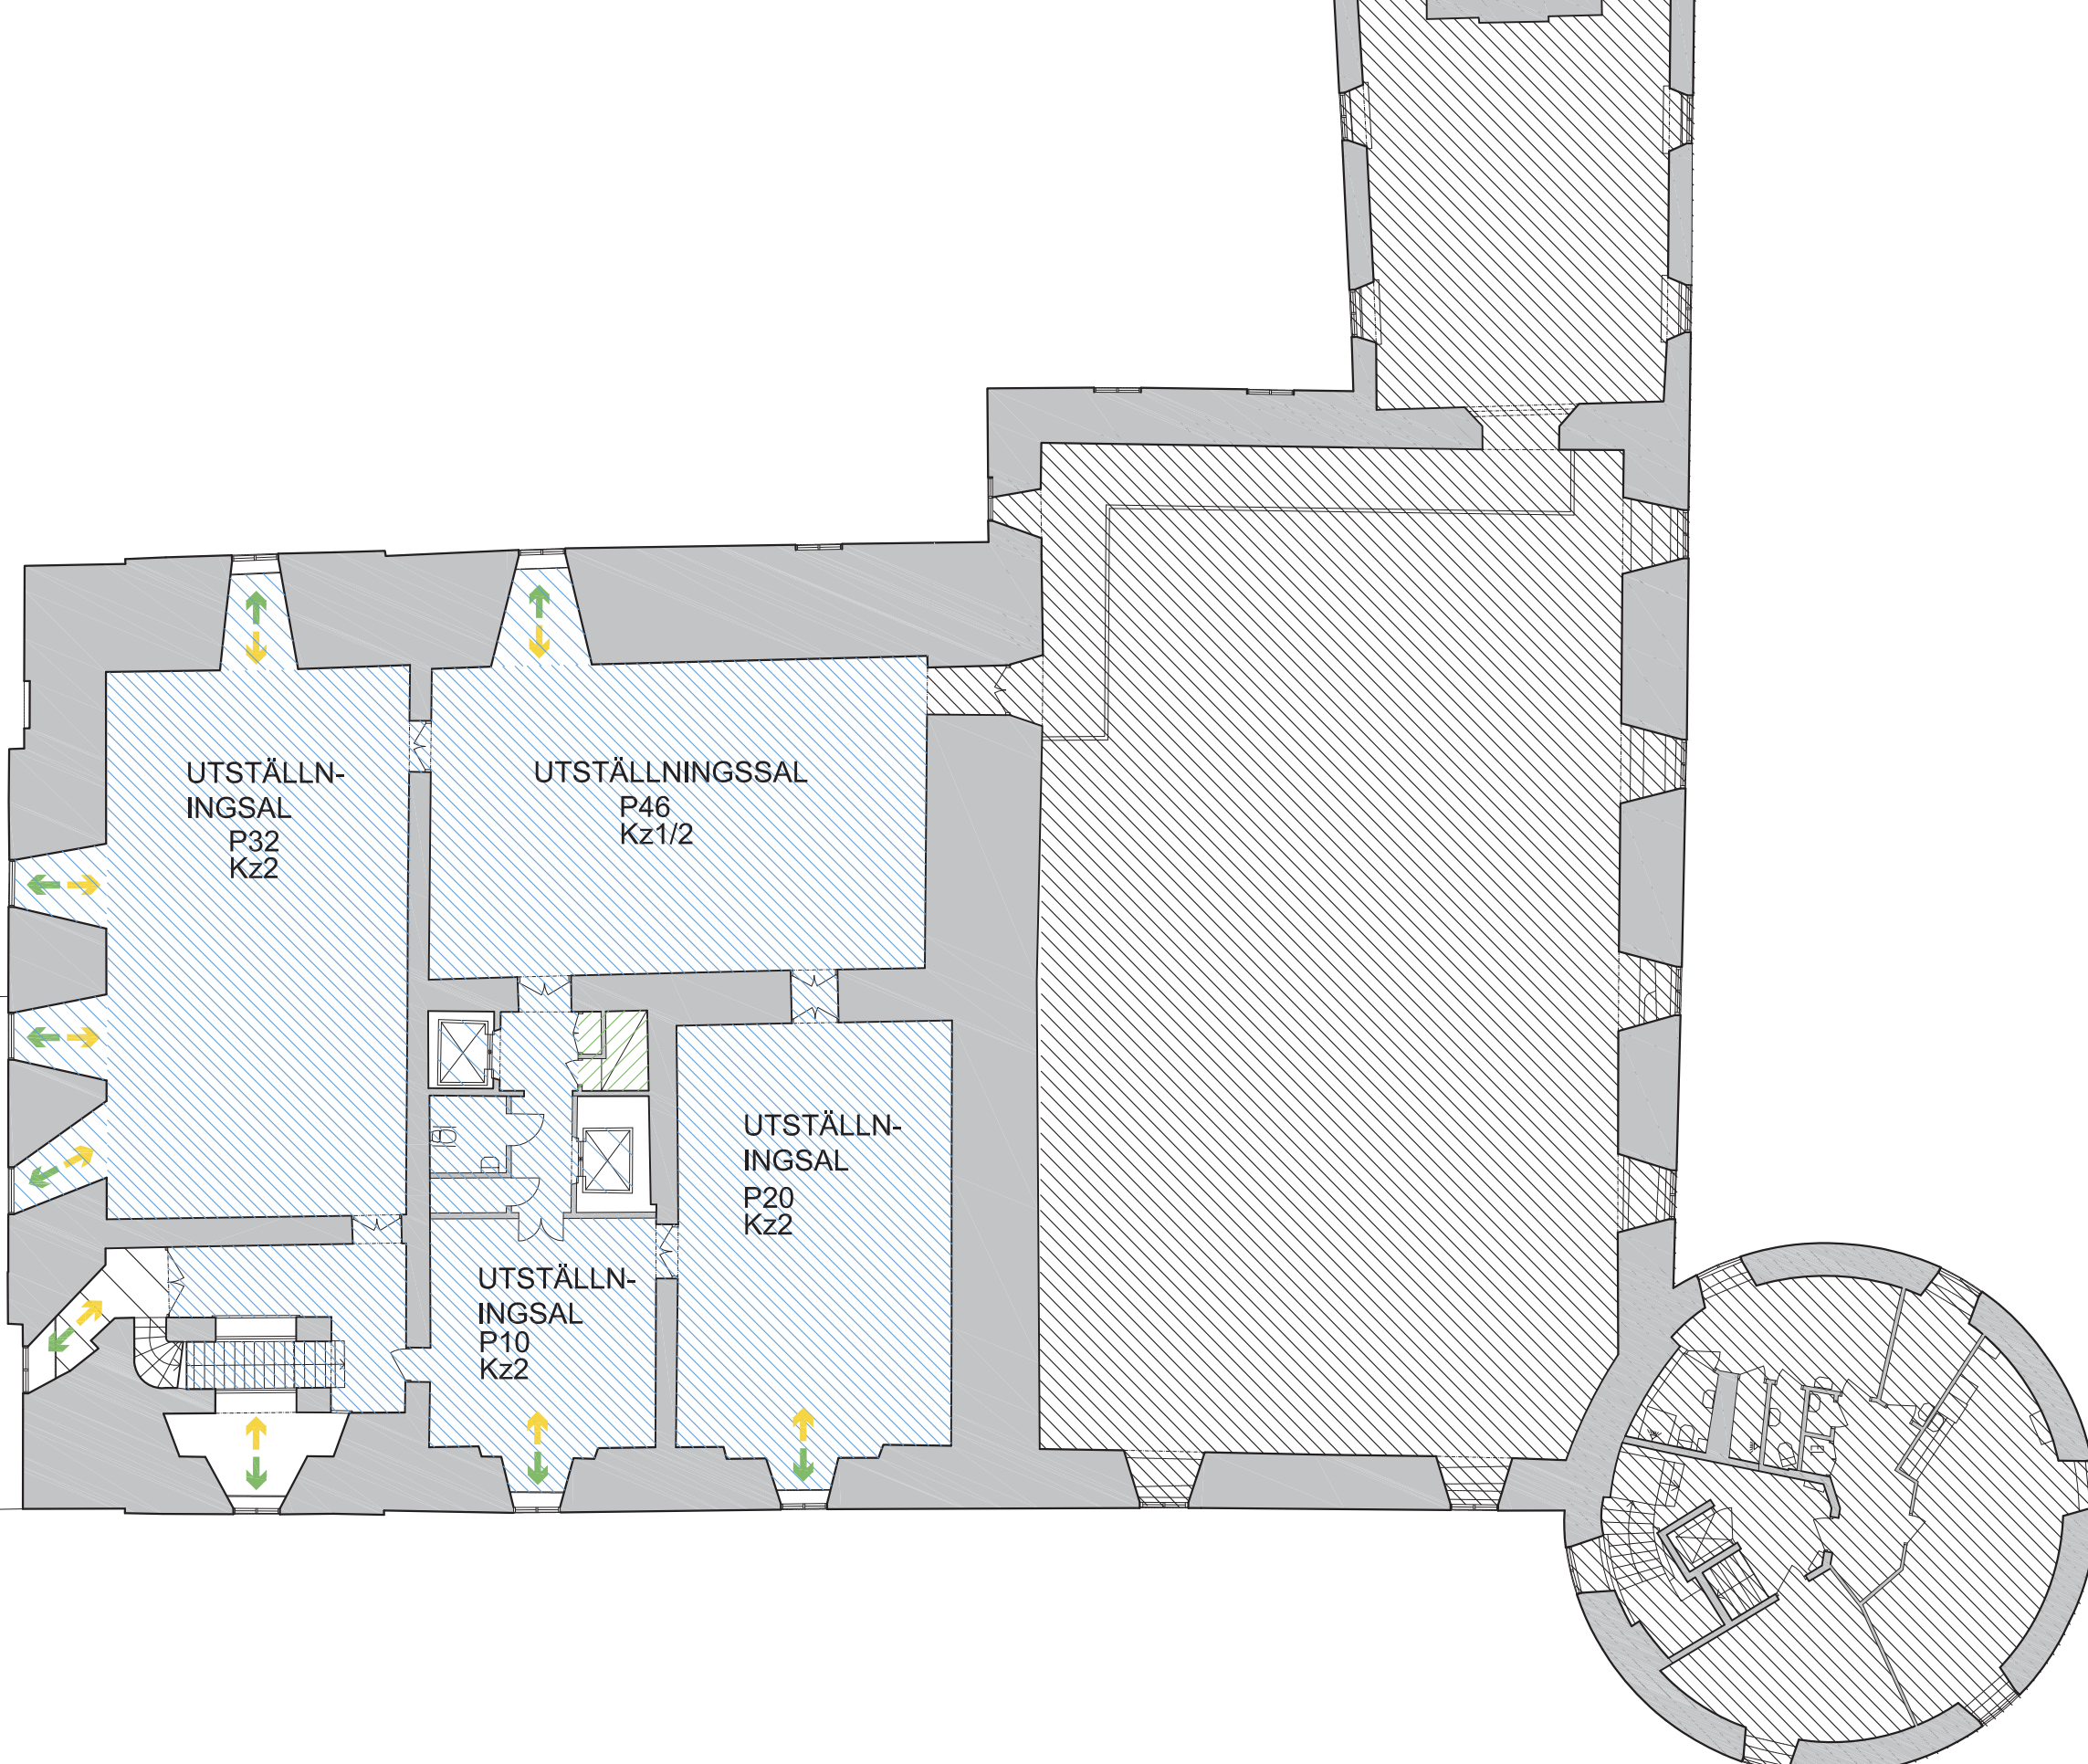 UTSTÄLLN-
INGSAL
P32
Kz2
UTSTÄLLNINGSSAL
P46
Kz1/2
UTSTÄLLN-
INGSAL
P20
Kz2
UTSTÄLLN-
INGSAL
P10
Kz2